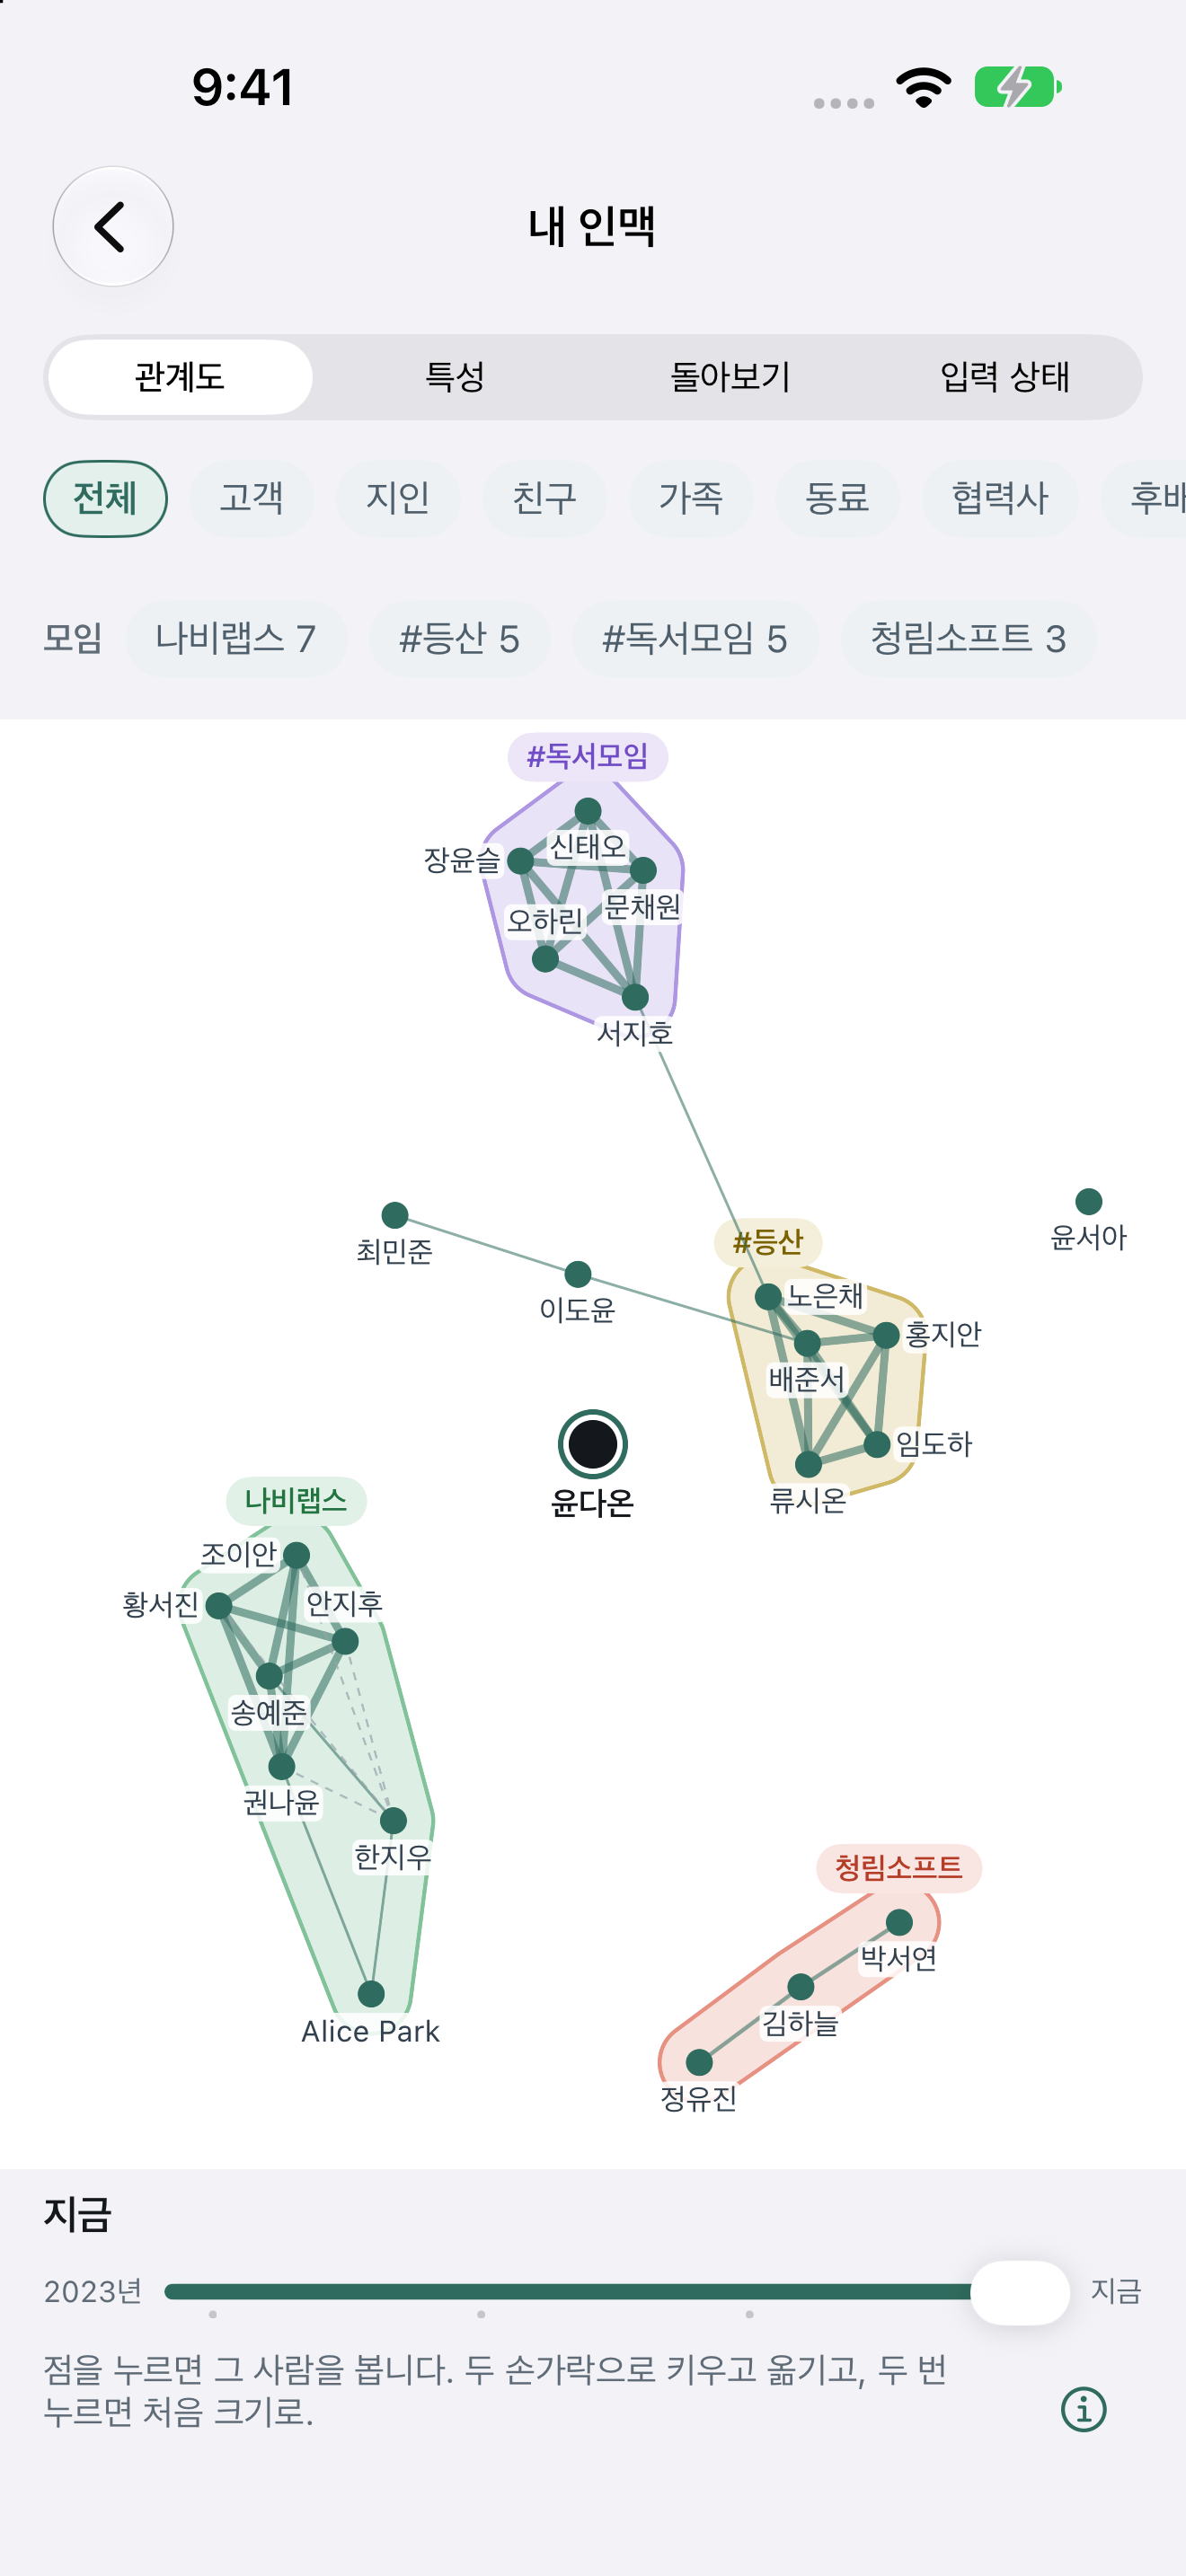 9:41
내 인맥
관계도 특성 돌아보기 입력 상태
전체 고객 지인 친구 가족 동료 협력사 후배
모임 나비랩스 7 #등산 5 #독서모임 5 청림소프트 3
#독서모임
신태오
장윤슬
문채원
오하린
서지호
윤서아
최민준
#등산
노은채
이도윤
홍지안
배준서
임도하
류시온
윤다온
나비랩스
조이안
황서진
안지후
송예준
권나윤
한지우
청림소프트
박서연
김하늘
Alice Park
정유진
지금
2023년 지금
점을 누르면 그 사람을 봅니다. 두 손가락으로 키우고 옮기고, 두 번
누르면 처음 크기로.